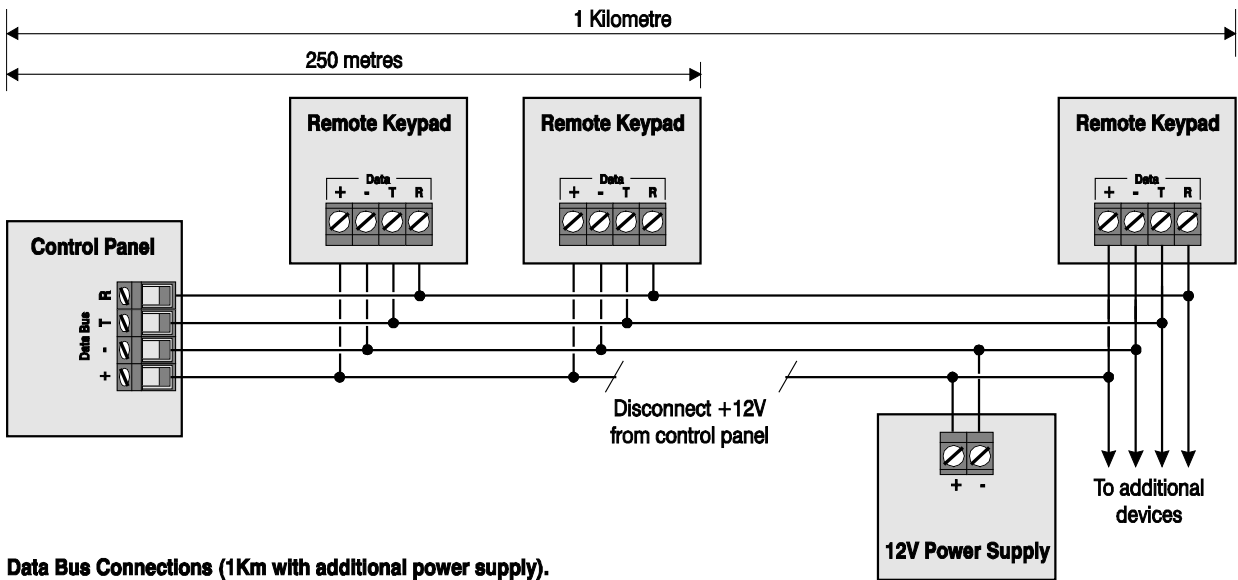 1 Kilometre
250 metres
Remote Keypad
Data
+ - T R
Remote Keypad
Data
+ - T R
Remote Keypad
Data
+ - T R
Control Panel
Data Bus
R
T
-
+
Disconnect +12V
from control panel
+ -
12V Power Supply
To additional
devices
Data Bus Connections (1Km with additional power supply).